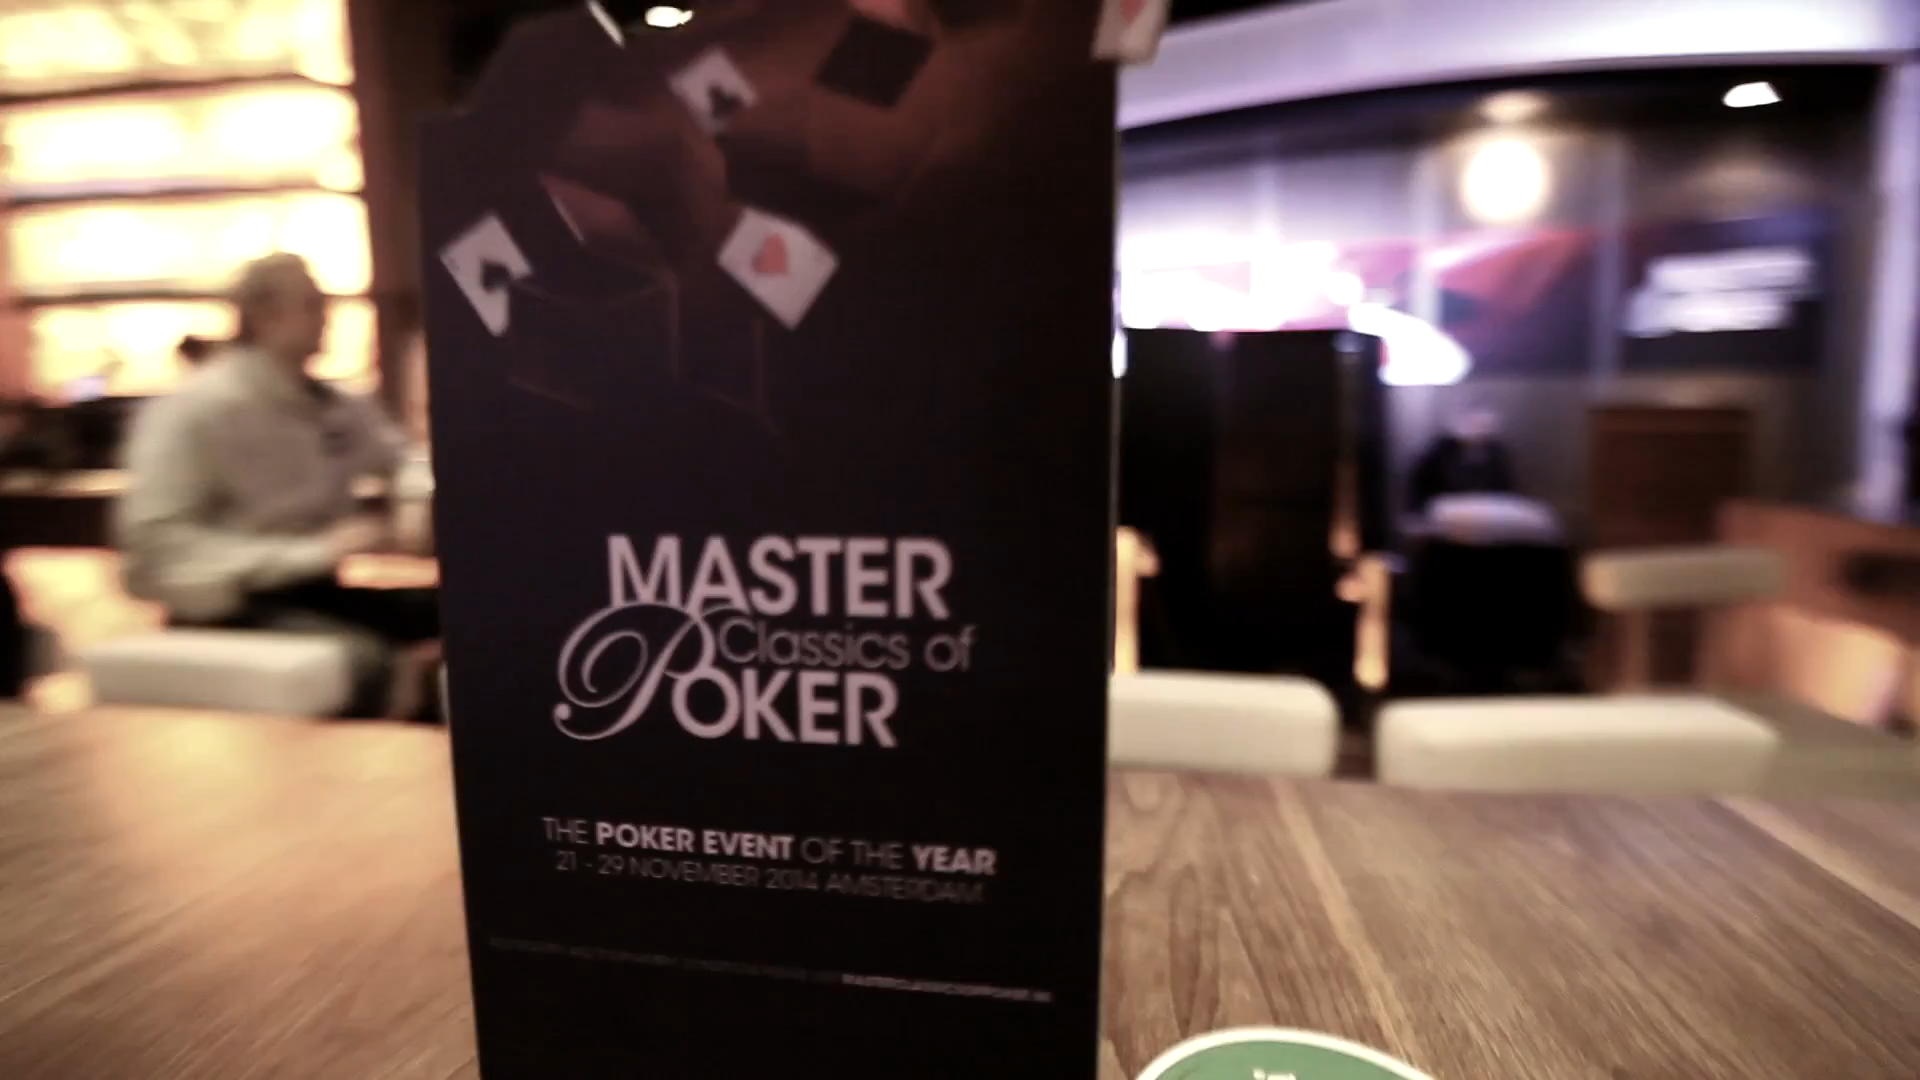 MASTER
Classics of
POKER
THE POKER EVENT OF THE YEAR
21 - 29 NOVEMBER 2014 AMSTERDAM